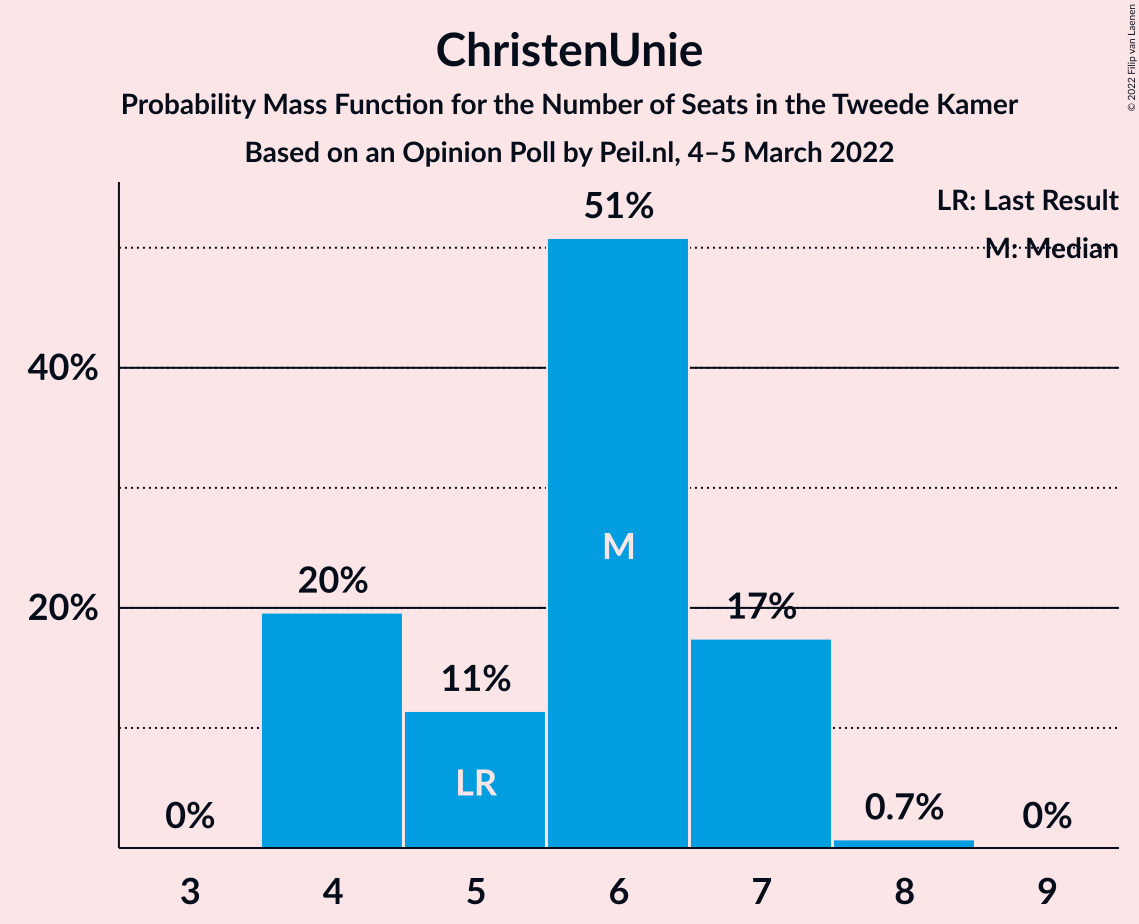 ChristenUnie
Probability Mass Function for the Number of Seats in the Tweede Kamer
Based on an Opinion Poll by Peil.nl, 4–5 March 2022
© 2022 Filip van Laenen
LR: Last Result
M: Median
40%
20%
0%
20%
11%
51%
17%
0.7%
0%
LR
M
3
4
5
6
7
8
9